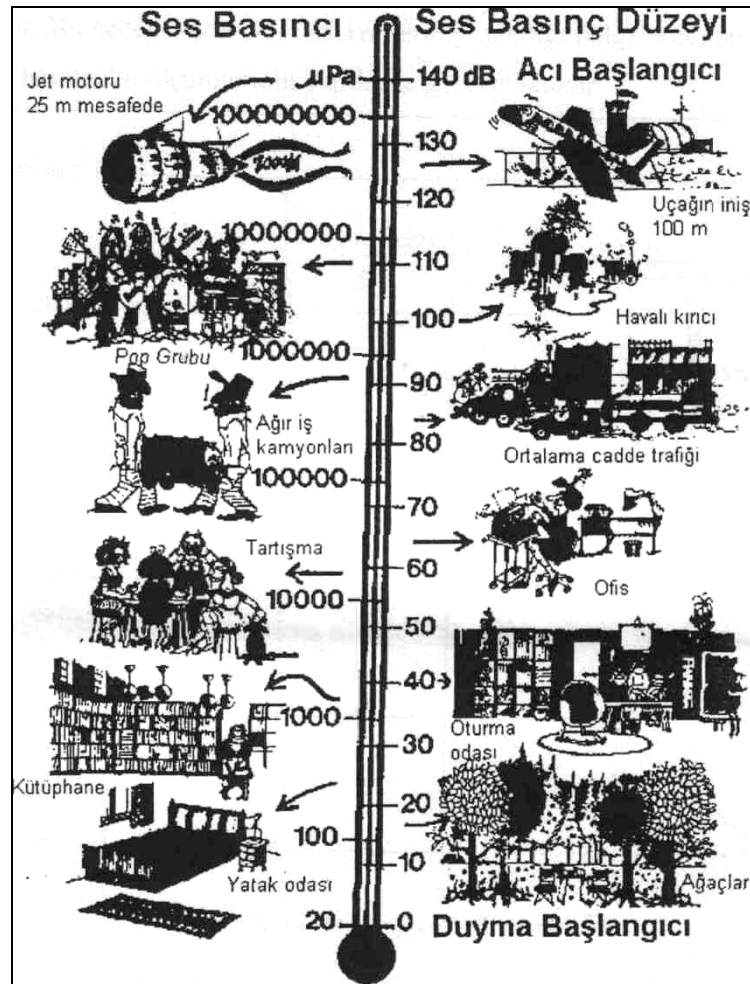 Ses Basıncı
Ses Basınç Düzeyi
Jet motoru
25 m mesafede
µPa
140 dB
Acı Başlangıcı
100000000
130
120
Uçağın iniş
100 m
10000000
110
100
Havalı kırıcı
Pop Grubu
1000000
90
Ağır iş
kamyonları
80
Ortalama cadde trafiği
100000
70
Tartışma
60
Ofis
10000
50
40
1000
Oturma
odası
30
Kütüphane
20
100
10
Yatak odası
Ağaçlar
20
0
Duyma Başlangıcı